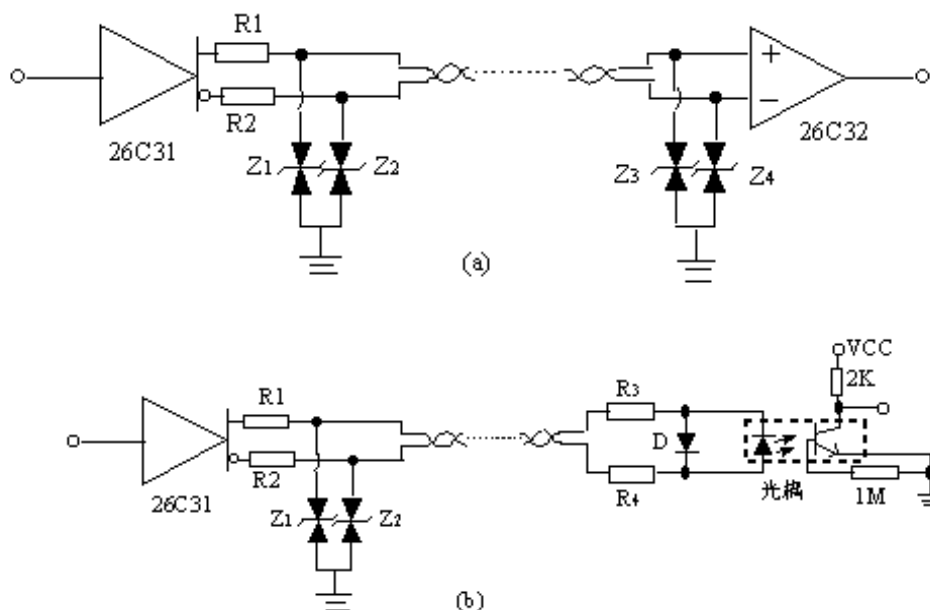 R1
R2
26C31
Z1
Z2
+
−
26C32
Z3
Z4
(a)
VCC
2K
R1
R2
26C31
Z1
Z2
R3
D
R4
光耦
1M
(b)